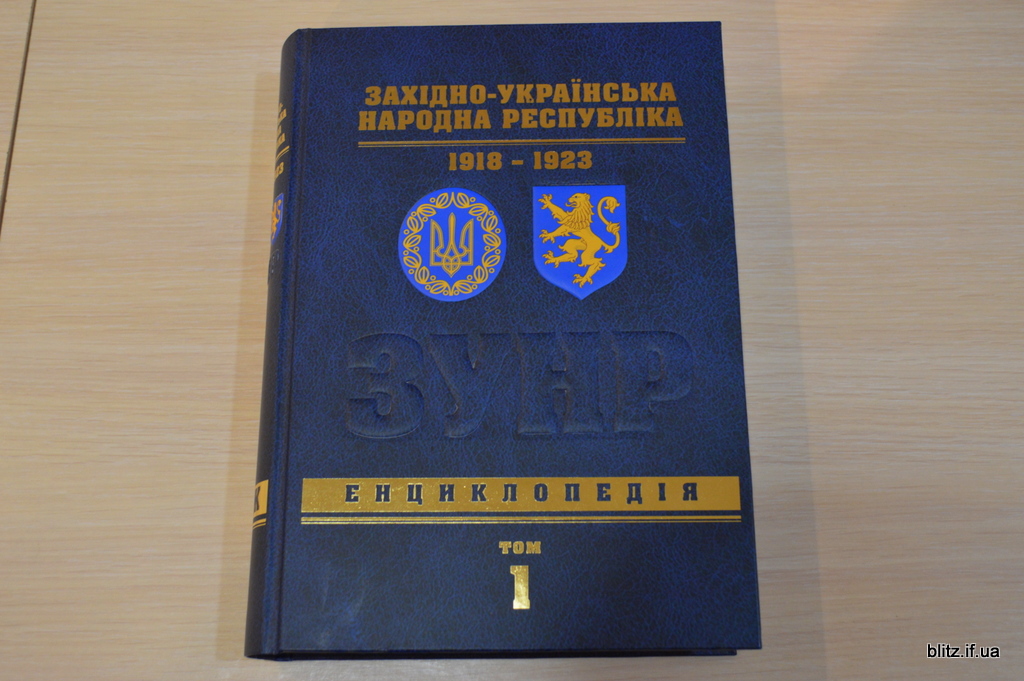 ЗАХІДНО-УКРАЇНСЬКА
НАРОДНА РЕСПУБЛІКА
1918 - 1923
ЗУНР
ЕНЦИКЛОПЕДІЯ
ТОМ
1
blitz.if.ua